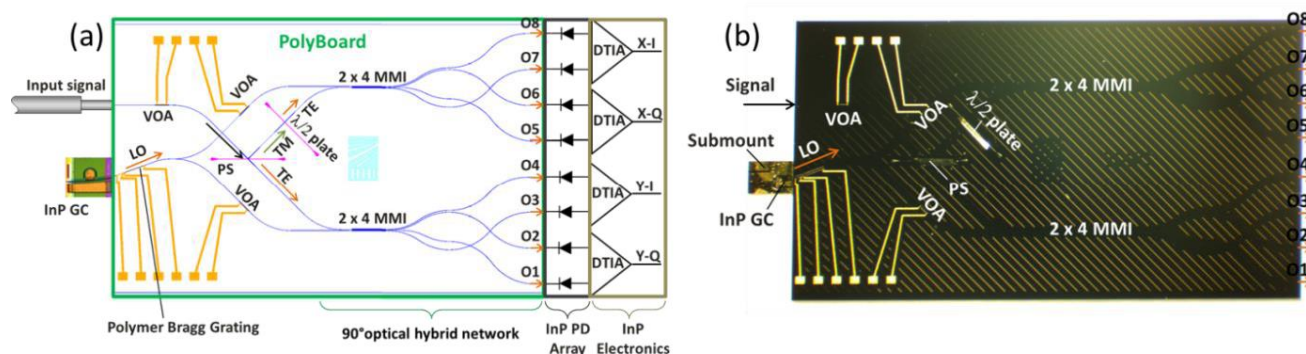 (a)
PolyBoard
Input signal
VOA
VOA
TE
λ/2 plate
TM
PS
TE
LO
InP GC
VOA
2 x 4 MMI
2 x 4 MMI
O8
O7
O6
O5
O4
O3
O2
O1
DTIA
X-I
DTIA
X-Q
DTIA
Y-I
DTIA
Y-Q
Polymer Bragg Grating
90°optical hybrid network
InP PD
Array
InP
Electronics
(b)
Signal
VOA
VOA
λ/2 plate
Submount
LO
PS
InP GC
VOA
2 x 4 MMI
2 x 4 MMI
O8
O7
O6
O5
O4
O3
O2
O1